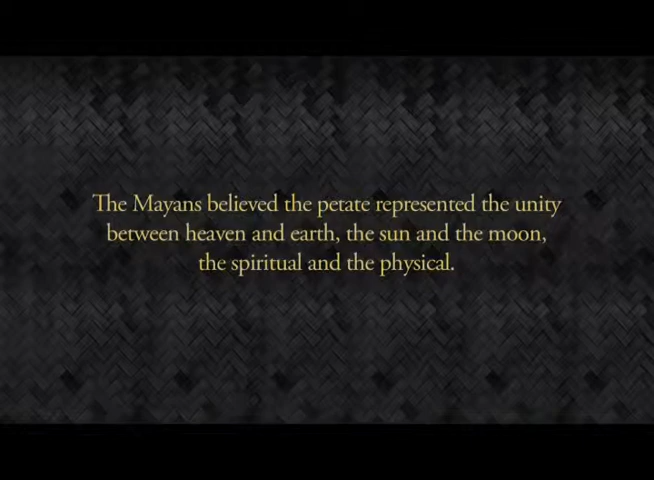 The Mayans believed the petate represented the unity
between heaven and earth, the sun and the moon,
the spiritual and the physical.